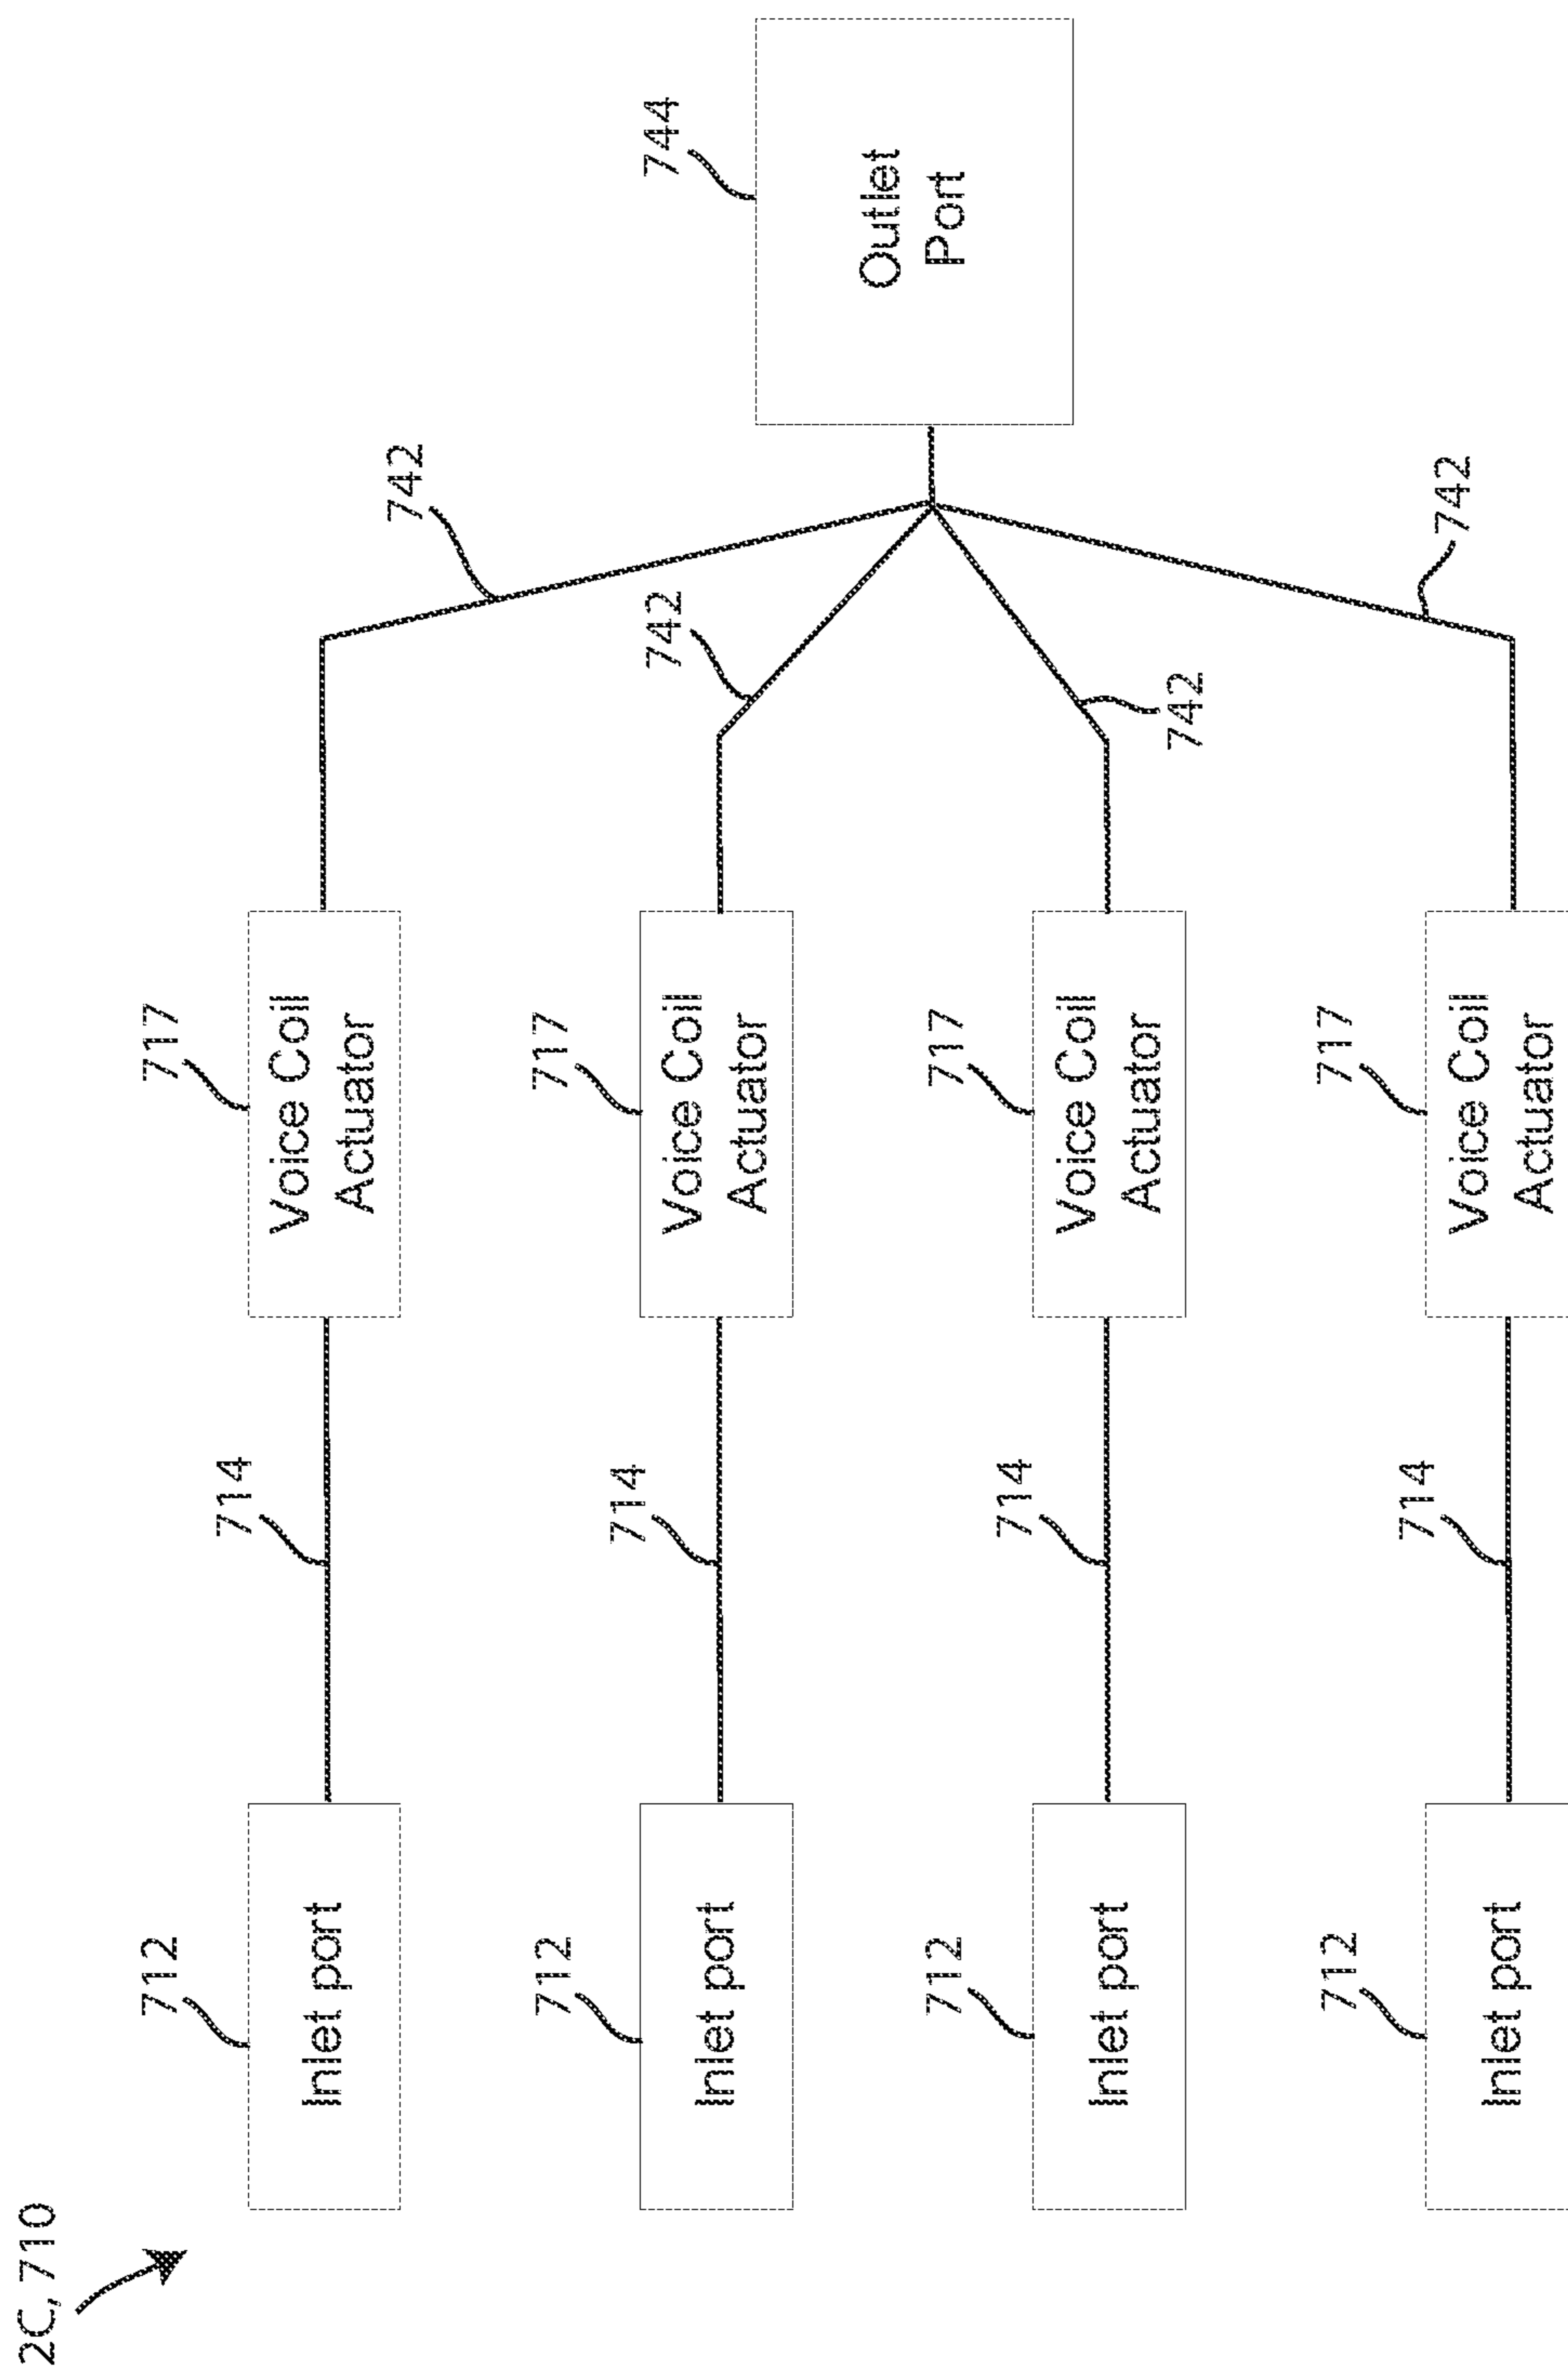 2C, 710
712
Inlet port
714
717
Voice Coil
Actuator
742
712
Inlet port
714
717
Voice Coil
Actuator
742
744
Outlet
Port
712
Inlet port
714
717
Voice Coil
Actuator
742
712
Inlet port
714
717
Voice Coil
Actuator
742